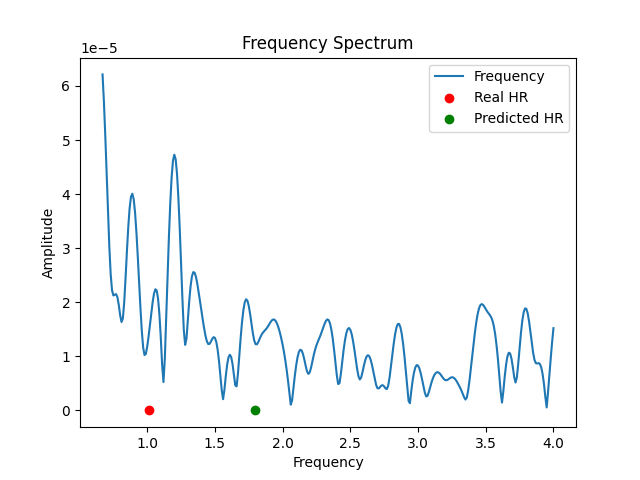 Frequency Spectrum
1e−5
Frequency
Real HR
Predicted HR
6
5
4
3
2
1
0
Amplitude
1.0 1.5 2.0 2.5 3.0 3.5 4.0
Frequency